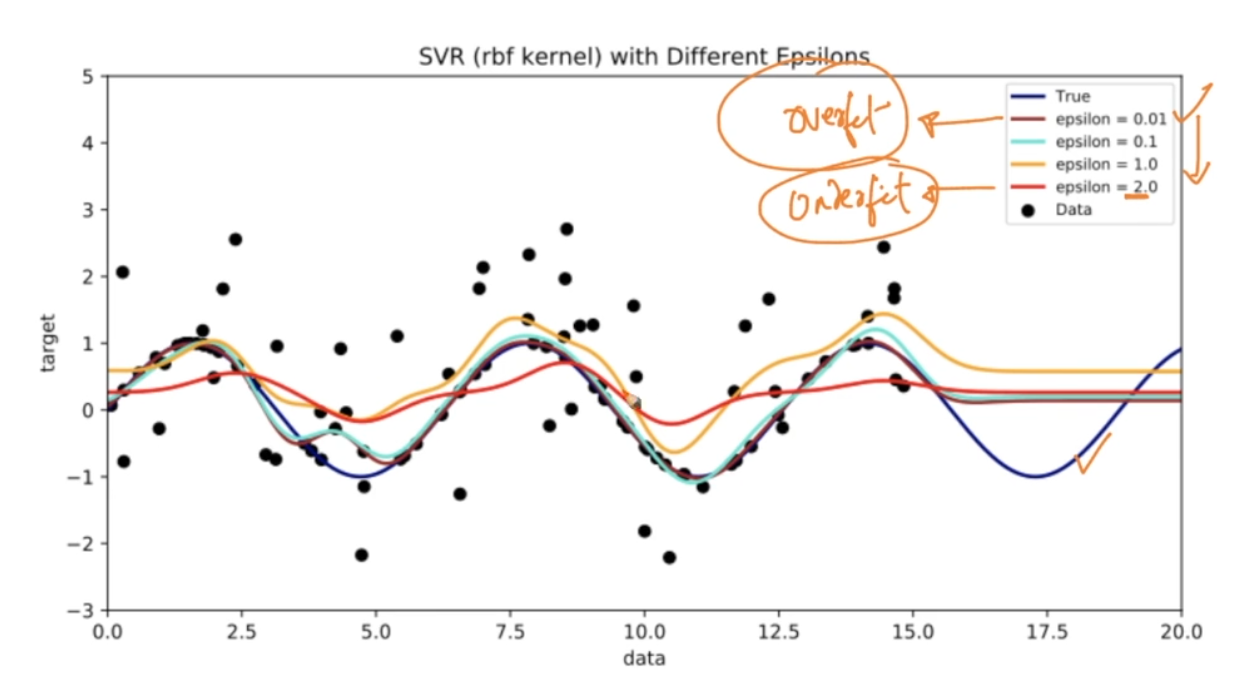 SVR (rbf kernel) with Different Epsilons
5
4
3
2
1
0
−1
−2
−3
target
0.0 2.5 5.0 7.5 10.0 12.5 15.0 17.5 20.0
data
True
epsilon = 0.01
epsilon = 0.1
epsilon = 1.0
epsilon = 2.0
Data
overfit
Underfit